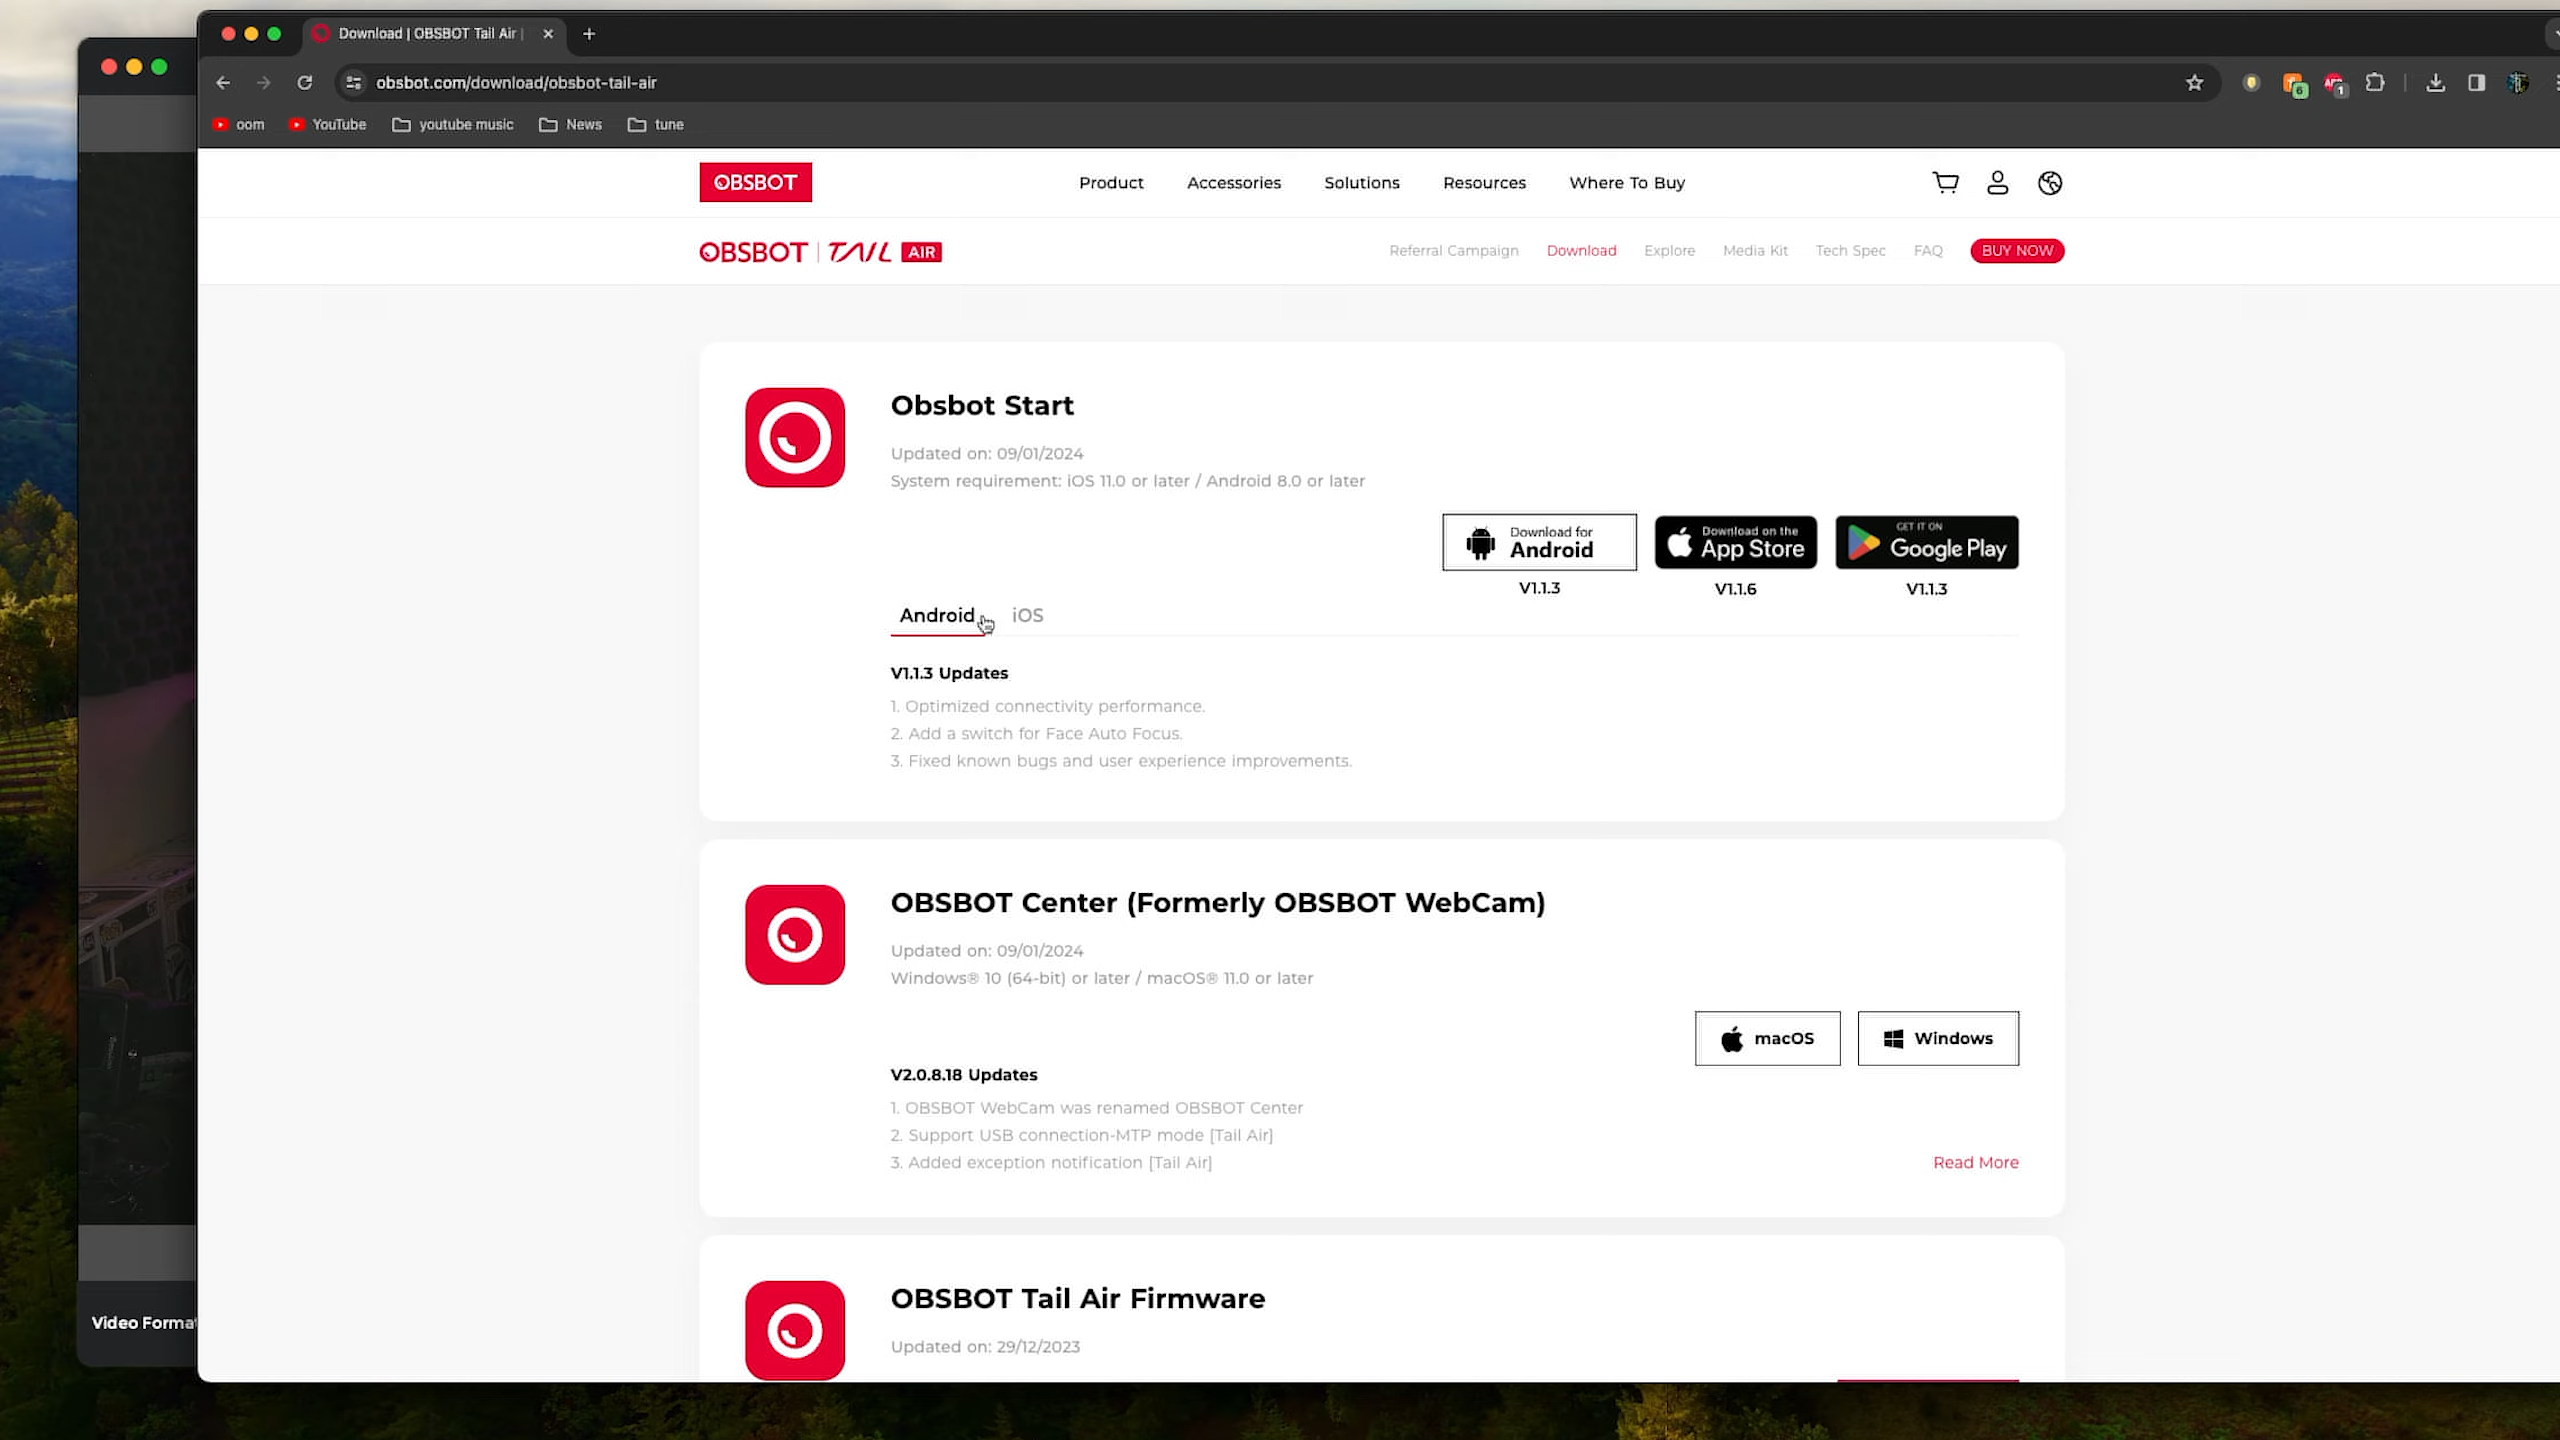 Download | OBSBOT Tail Air |
obsbot.com/download/obsbot-tail-air
6
1
oom
YouTube
youtube music
News
tune
OBSBOT
Product
Accessories
Solutions
Resources
Where To Buy
OBSBOT | TAIL AIR
Referral Campaign
Download
Explore
Media Kit
Tech Spec
FAQ
BUY NOW
Obsbot Start
Updated on: 09/01/2024
System requirement: iOS 11.0 or later / Android 8.0 or later
Download for
Android
V1.1.3
Download on the
App Store
V1.1.6
GET IT ON
Google Play
V1.1.3
Android
iOS
V1.1.3 Updates
1. Optimized connectivity performance.
2. Add a switch for Face Auto Focus.
3. Fixed known bugs and user experience improvements.
OBSBOT Center (Formerly OBSBOT WebCam)
Updated on: 09/01/2024
Windows® 10 (64-bit) or later / macOS® 11.0 or later
macOS
Windows
V2.0.8.18 Updates
1. OBSBOT WebCam was renamed OBSBOT Center
2. Support USB connection-MTP mode [Tail Air]
3. Added exception notification [Tail Air]
Read More
OBSBOT Tail Air Firmware
Updated on: 29/12/2023
Video Format